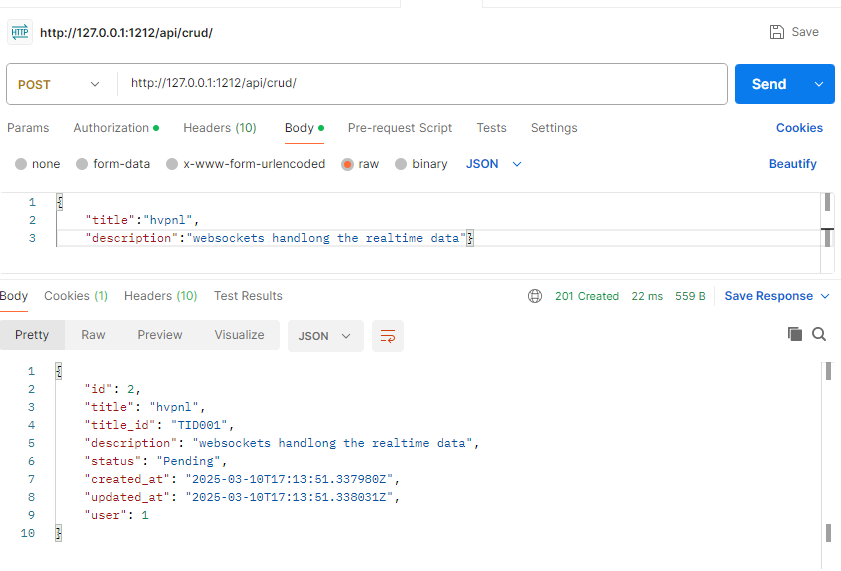 HTTP http://127.0.0.1:1212/api/crud/ Save
POST http://127.0.0.1:1212/api/crud/ Send
Params Authorization Headers (10) Body Pre-request Script Tests Settings Cookies
none form-data x-www-form-urlencoded raw binary JSON Beautify
1 {
2 "title":"hvpnl",
3 "description":"websockets handlong the realtime data"}
Body Cookies (1) Headers (10) Test Results 201 Created 22 ms 559 B Save Response
Pretty Raw Preview Visualize JSON
1 {
2 "id": 2,
3 "title": "hvpnl",
4 "title_id": "TID001",
5 "description": "websockets handlong the realtime data",
6 "status": "Pending",
7 "created_at": "2025-03-10T17:13:51.337980Z",
8 "updated_at": "2025-03-10T17:13:51.338031Z",
9 "user": 1
10 }